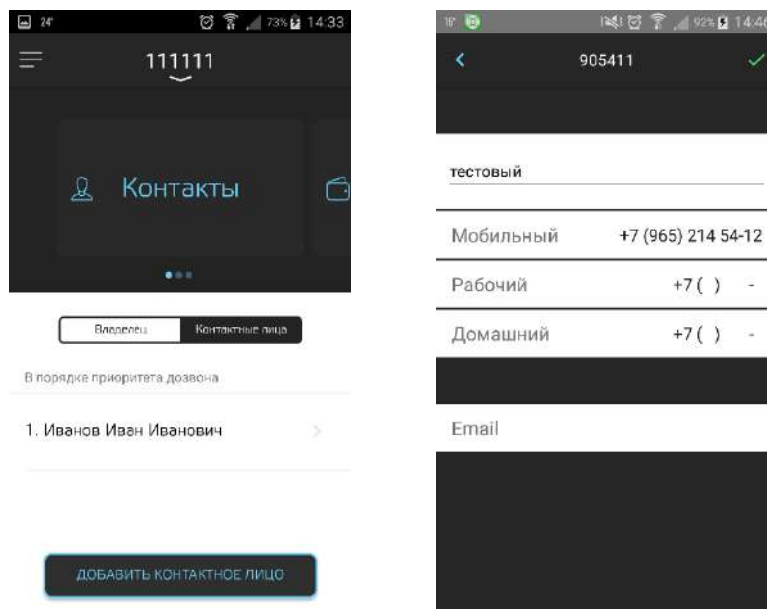 24°
73% 14:33
111111
Контакты
Владелец Контактные лица
В порядке приоритета дозвона
1. Иванов Иван Иванович
ДОБАВИТЬ КОНТАКТНОЕ ЛИЦО
16° 92% 14:46
905411
тестовый
Мобильный +7 (965) 214 54-12
Рабочий +7 ( ) -
Домашний +7 ( ) -
Email